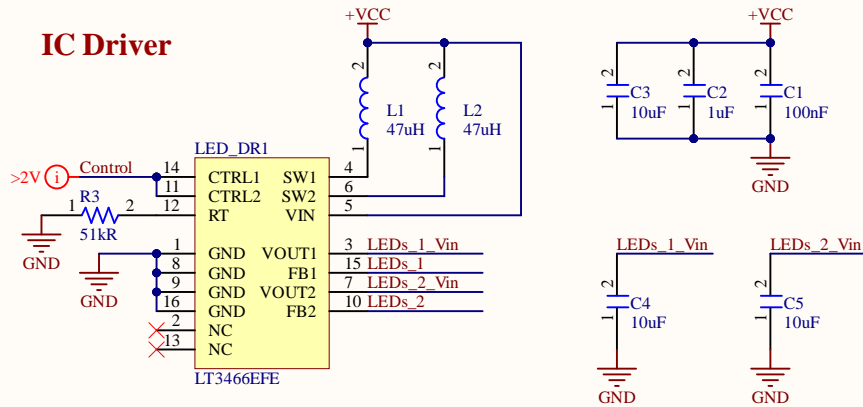 IC Driver
+VCC
+VCC
2
2
L1
47uH
1
L2
47uH
1
2
C3
10uF
1
2
C2
1uF
1
2
C1
100nF
1
GND
LED_DR1
>2V
i
Control
14
CTRL1
SW1
4
11
CTRL2
SW2
6
R3
1
2
51kR
12
RT
VIN
5
GND
1
GND
VOUT1
3
LEDs_1_Vin
8
GND
FB1
15
LEDs_1
9
GND
VOUT2
7
LEDs_2_Vin
16
GND
FB2
10
LEDs_2
GND
2
NC
13
NC
LT3466EFE
LEDs_1_Vin
2
C4
10uF
1
GND
LEDs_2_Vin
2
C5
10uF
1
GND